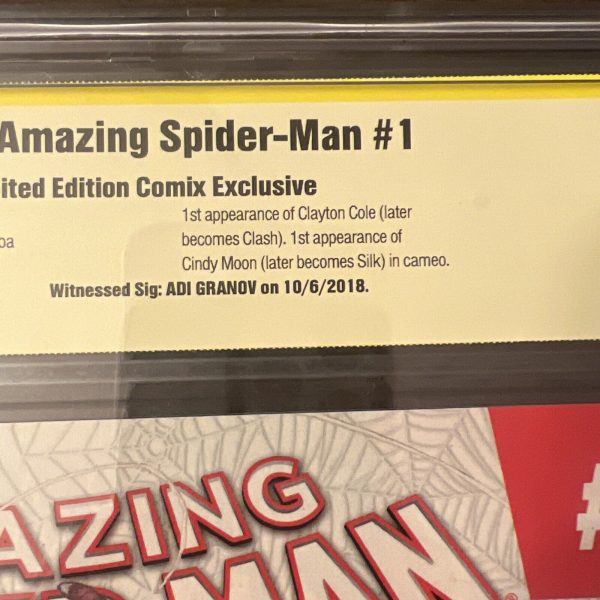 Amazing Spider-Man #1
ited Edition Comix Exclusive
1st appearance of Clayton Cole (later
oa becomes Clash). 1st appearance of
Cindy Moon (later becomes Silk) in cameo.
Witnessed Sig: ADI GRANOV on 10/6/2018.
AZING
#
MAN
®